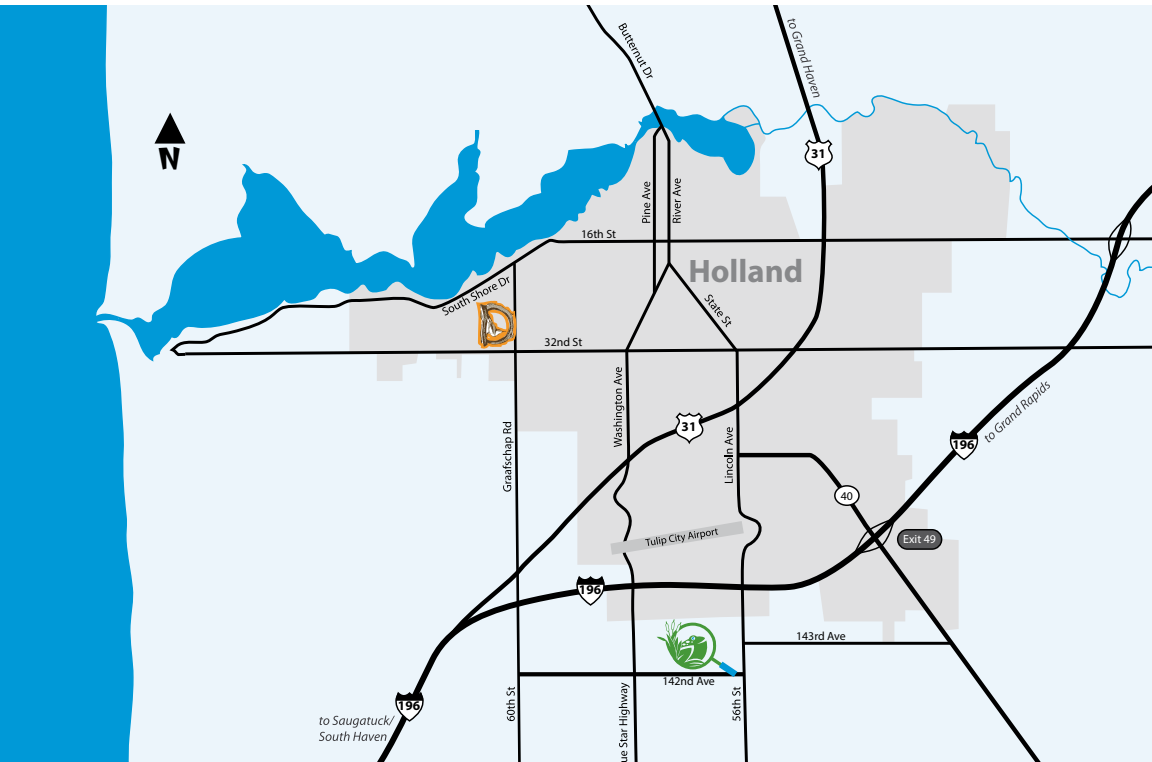 Butternut Dr
to Grand Haven
31
N
Pine Ave
River Ave
16th St
Holland
South Shore Dr
State St
D
32nd St
Washington Ave
31
to Grand Rapids
196
Graafschap Rd
Lincoln Ave
40
Tulip City Airport
Exit 49
196
143rd Ave
142nd Ave
60th St
ue Star Highway
56th St
196
to Saugatuck/
South Haven